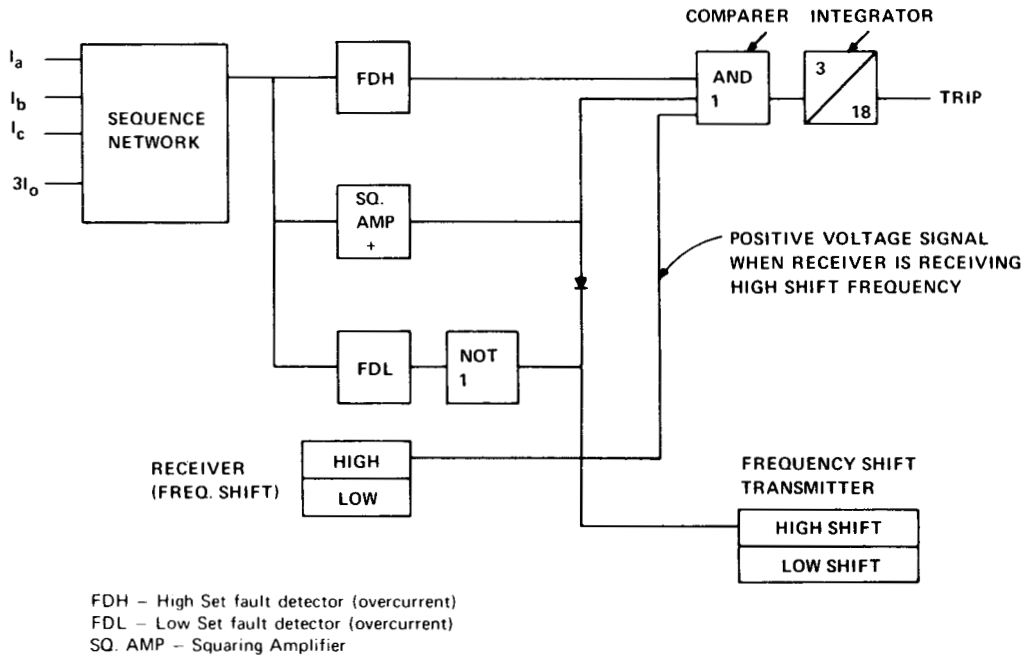 COMPARER INTEGRATOR
Ia
Ib
Ic
3Io
SEQUENCE
NETWORK
FDH
AND
1
3
18
TRIP
SQ.
AMP
+
POSITIVE VOLTAGE SIGNAL
WHEN RECEIVER IS RECEIVING
HIGH SHIFT FREQUENCY
FDL
NOT
1
RECEIVER
(FREQ. SHIFT)
HIGH
LOW
FREQUENCY SHIFT
TRANSMITTER
HIGH SHIFT
LOW SHIFT
FDH – High Set fault detector (overcurrent)
FDL – Low Set fault detector (overcurrent)
SQ. AMP – Squaring Amplifier